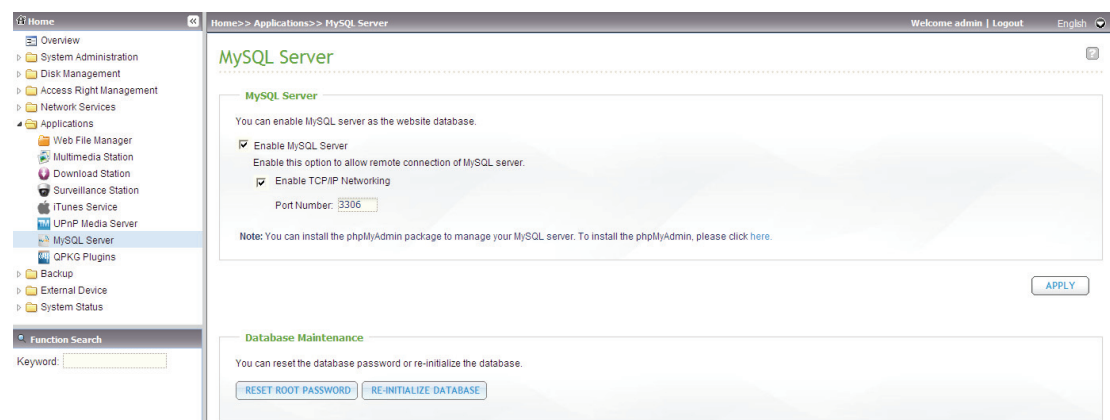 Home
Overview
System Administration
Disk Management
Access Right Management
Network Services
Applications
Web File Manager
Multimedia Station
Download Station
Surveillance Station
iTunes Service
UPnP Media Server
MySQL Server
QPKG Plugins
Backup
External Device
System Status
Function Search
Keyword:
Home>> Applications>> MySQL Server
Welcome admin | Logout
English
MySQL Server
?
MySQL Server
You can enable MySQL server as the website database.
Enable MySQL Server
Enable this option to allow remote connection of MySQL server.
Enable TCP/IP Networking
Port Number: 3306
Note: You can install the phpMyAdmin package to manage your MySQL server. To install the phpMyAdmin, please click here.
APPLY
Database Maintenance
You can reset the database password or re-initialize the database.
RESET ROOT PASSWORD RE-INITIALIZE DATABASE